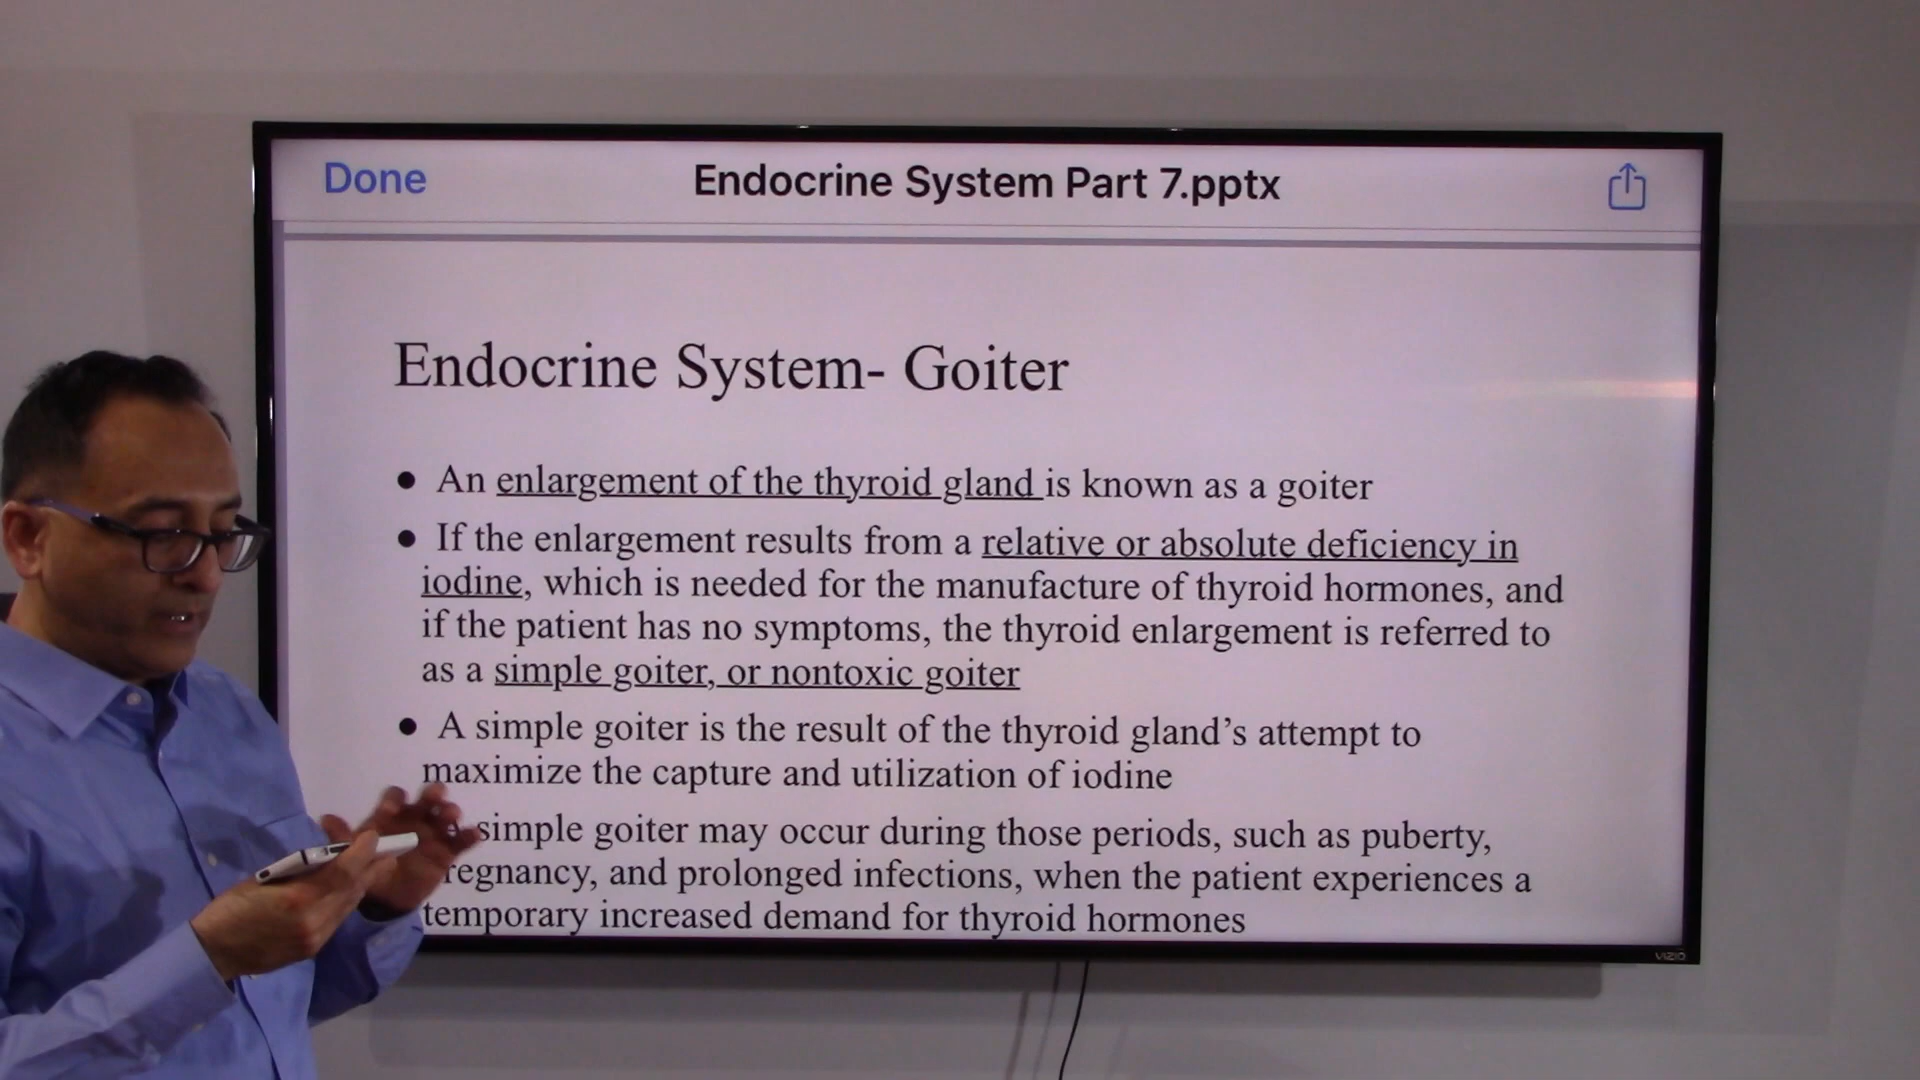 Done
Endocrine System Part 7.pptx
Endocrine System- Goiter
● An enlargement of the thyroid gland is known as a goiter
● If the enlargement results from a relative or absolute deficiency in
iodine, which is needed for the manufacture of thyroid hormones, and
if the patient has no symptoms, the thyroid enlargement is referred to
as a simple goiter, or nontoxic goiter
● A simple goiter is the result of the thyroid gland’s attempt to
maximize the capture and utilization of iodine
simple goiter may occur during those periods, such as puberty,
regnancy, and prolonged infections, when the patient experiences a
temporary increased demand for thyroid hormones
VIZIO